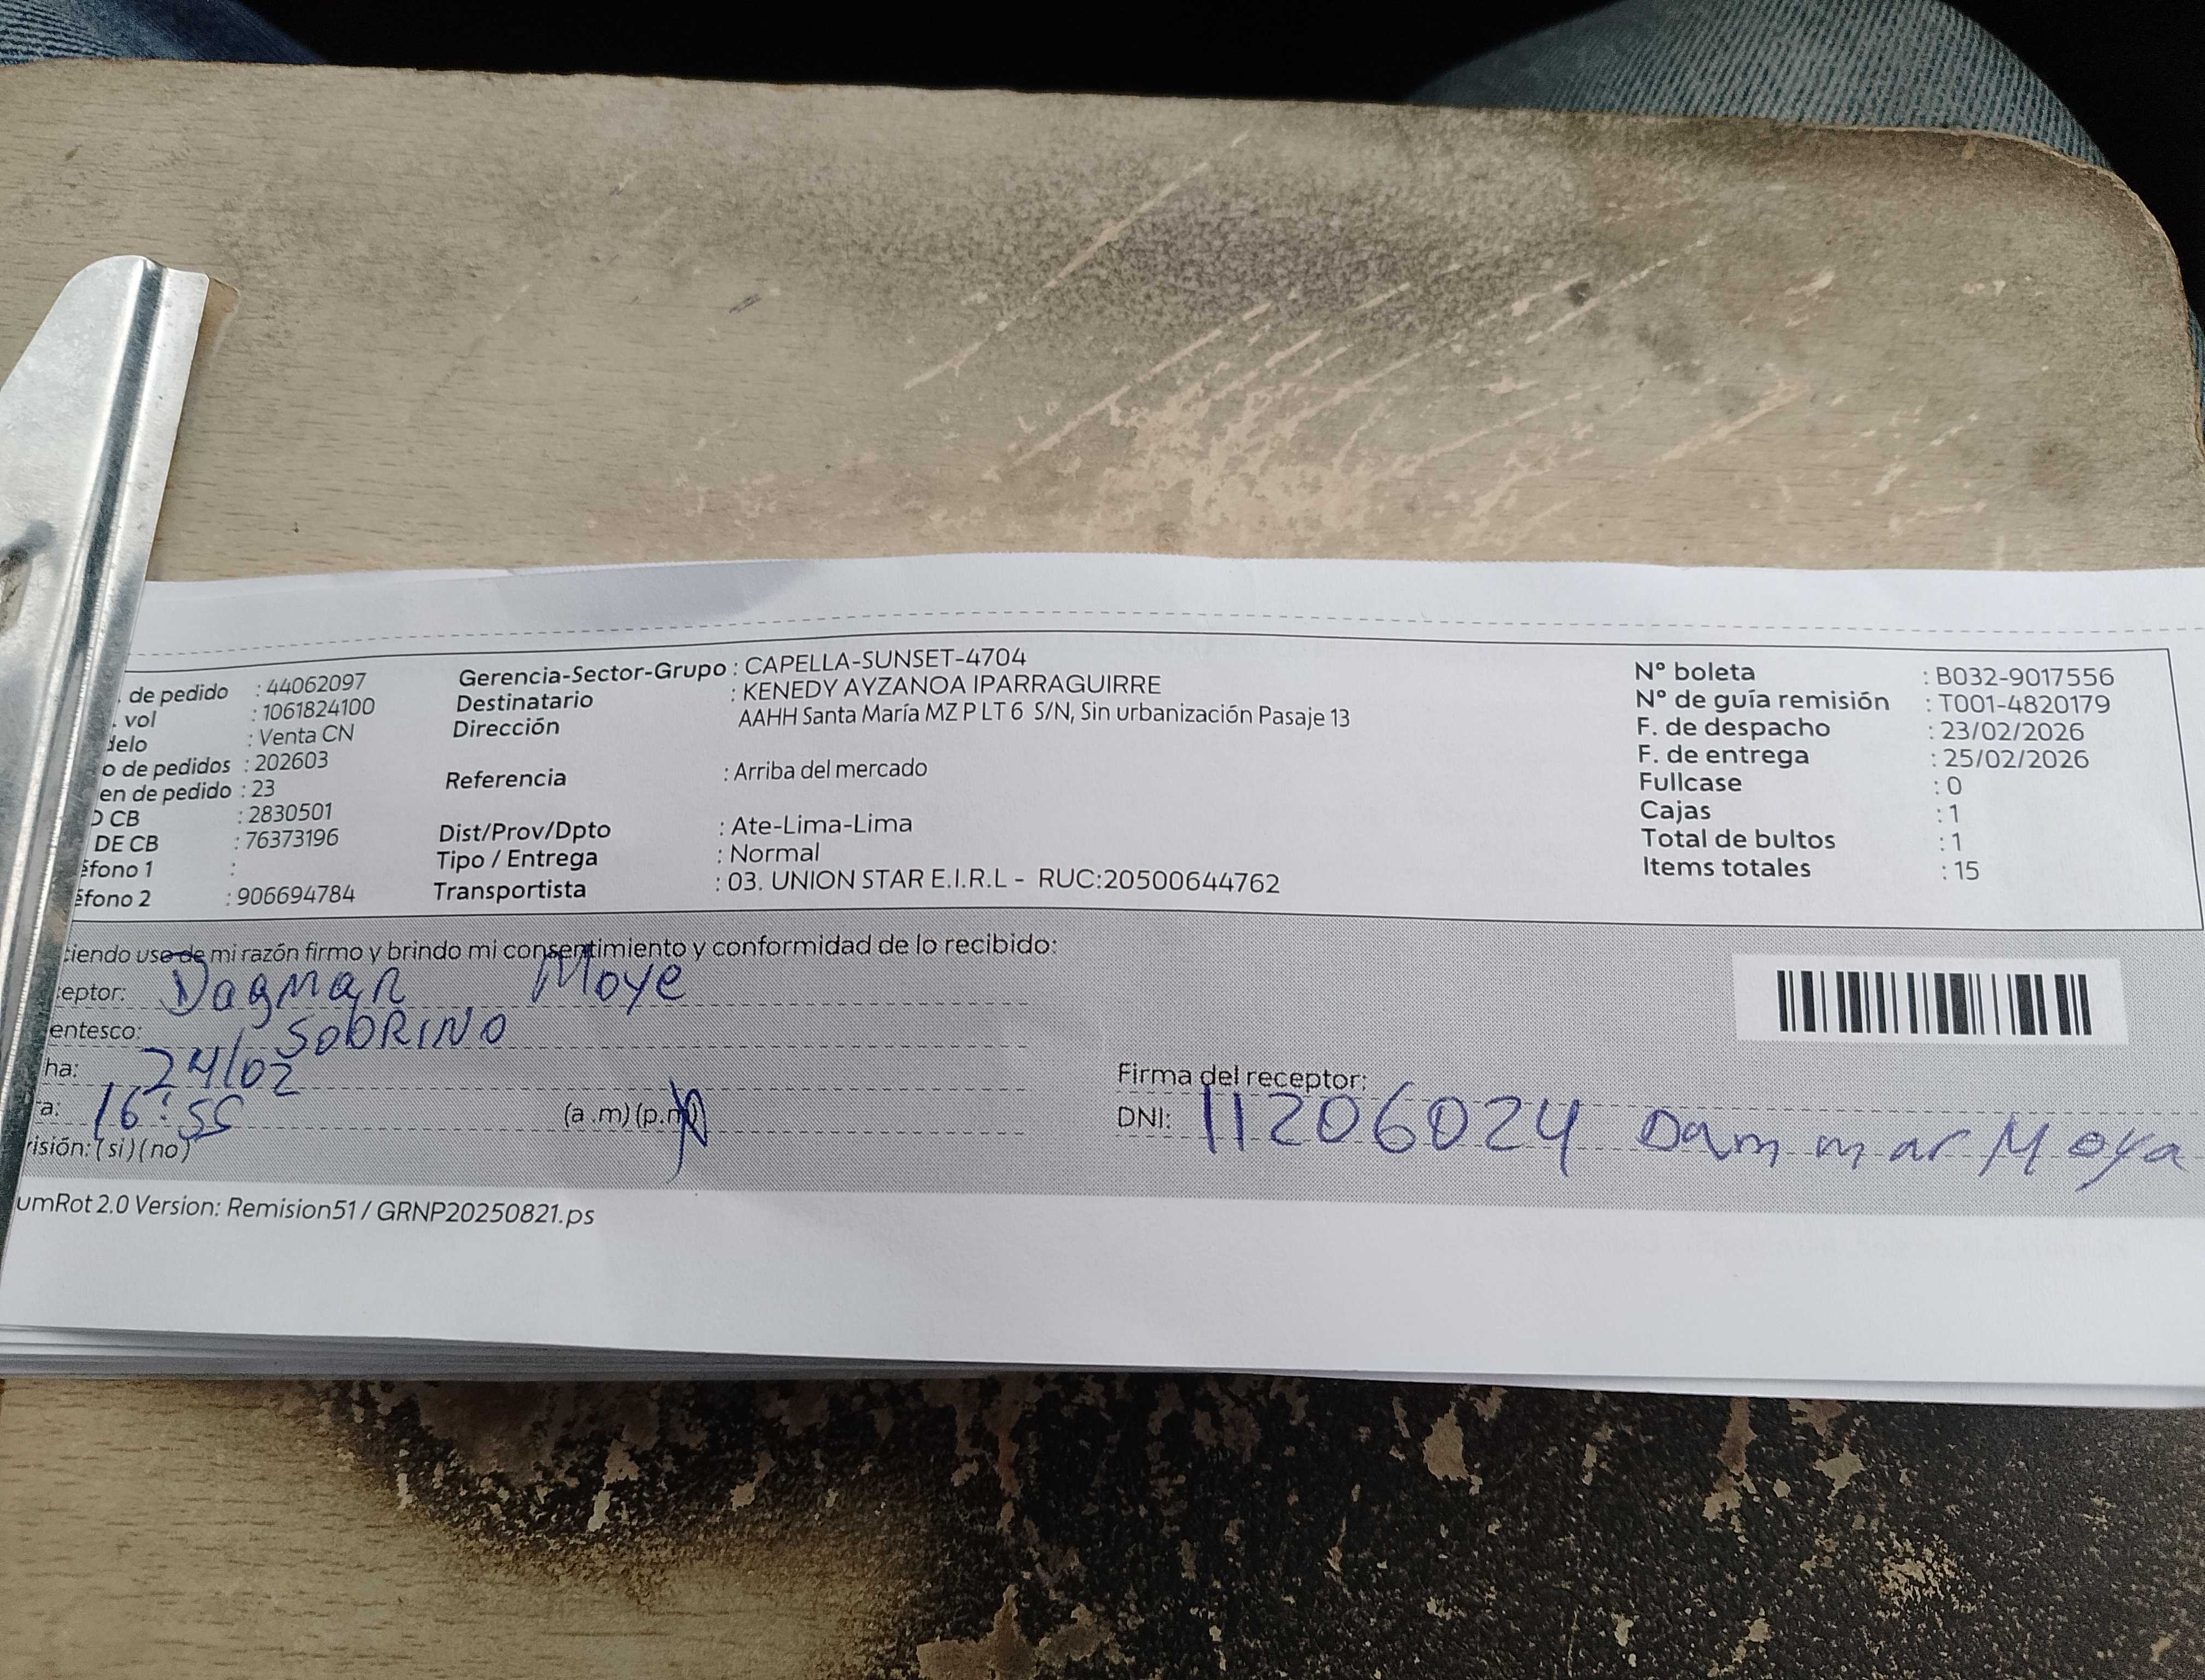 . de pedido : 44062097
. vol : 1061824100
delo : Venta CN
o de pedidos : 202603
en de pedido : 23
O CB : 2830501
DE CB : 76373196
éfono 1 :
éfono 2 : 906694784
Gerencia-Sector-Grupo : CAPELLA-SUNSET-4704
Destinatario : KENEDY AYZANOA IPARRAGUIRRE
Dirección AAHH Santa María MZ P LT 6 S/N, Sin urbanización Pasaje 13
Referencia : Arriba del mercado
Dist/Prov/Dpto : Ate-Lima-Lima
Tipo / Entrega : Normal
Transportista : 03. UNION STAR E.I.R.L - RUC:20500644762
N° boleta : B032-9017556
N° de guía remisión : T001-4820179
F. de despacho : 23/02/2026
F. de entrega : 25/02/2026
Fullcase : 0
Cajas : 1
Total de bultos : 1
Items totales : 15
ciendo uso de mi razón firmo y brindo mi consentimiento y conformidad de lo recibido:
ceptor: Dagmar Moye
entesco: SOBRINO
ha: 24/02
ra: 16:55 (a.m)(p.m)
risión: (si)(no)
Firma del receptor:
DNI: 11206024 Dammar Moya
umRot 2.0 Version: Remision51 / GRNP20250821.ps